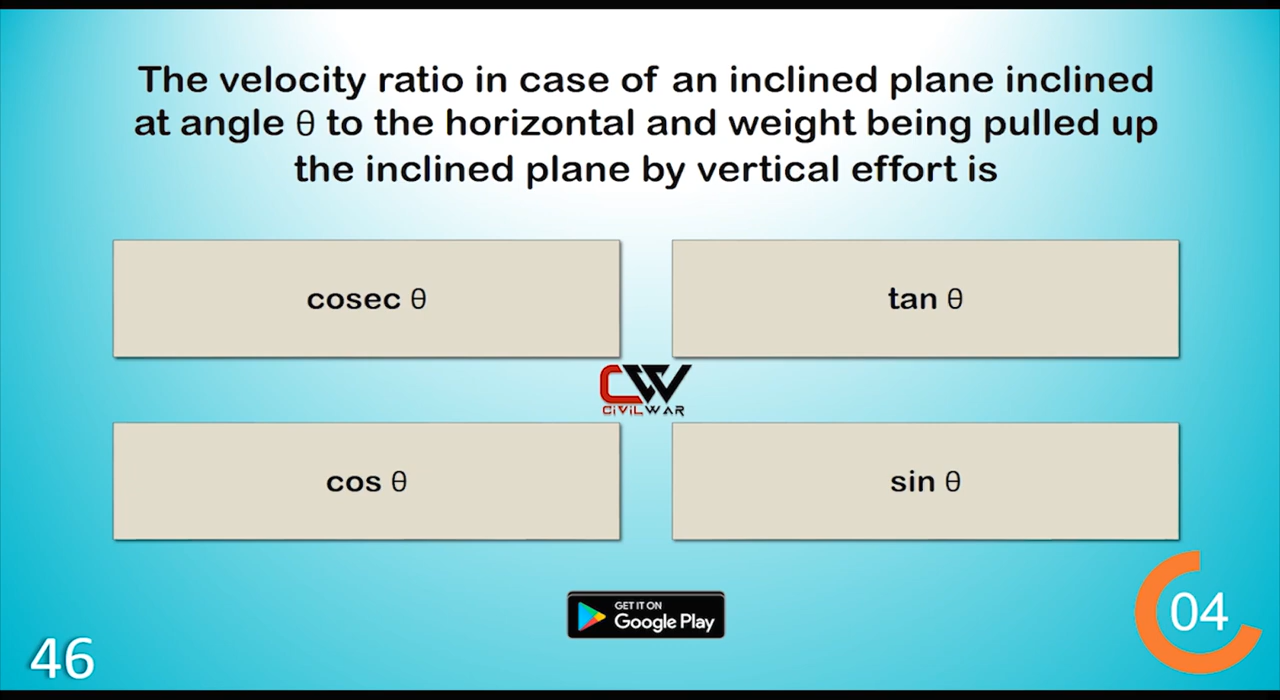 The velocity ratio in case of an inclined plane inclined
at angle θ to the horizontal and weight being pulled up
the inclined plane by vertical effort is
cosec θ
tan θ
CW
CIVILWAR
cos θ
sin θ
GET IT ON
Google Play
04
46